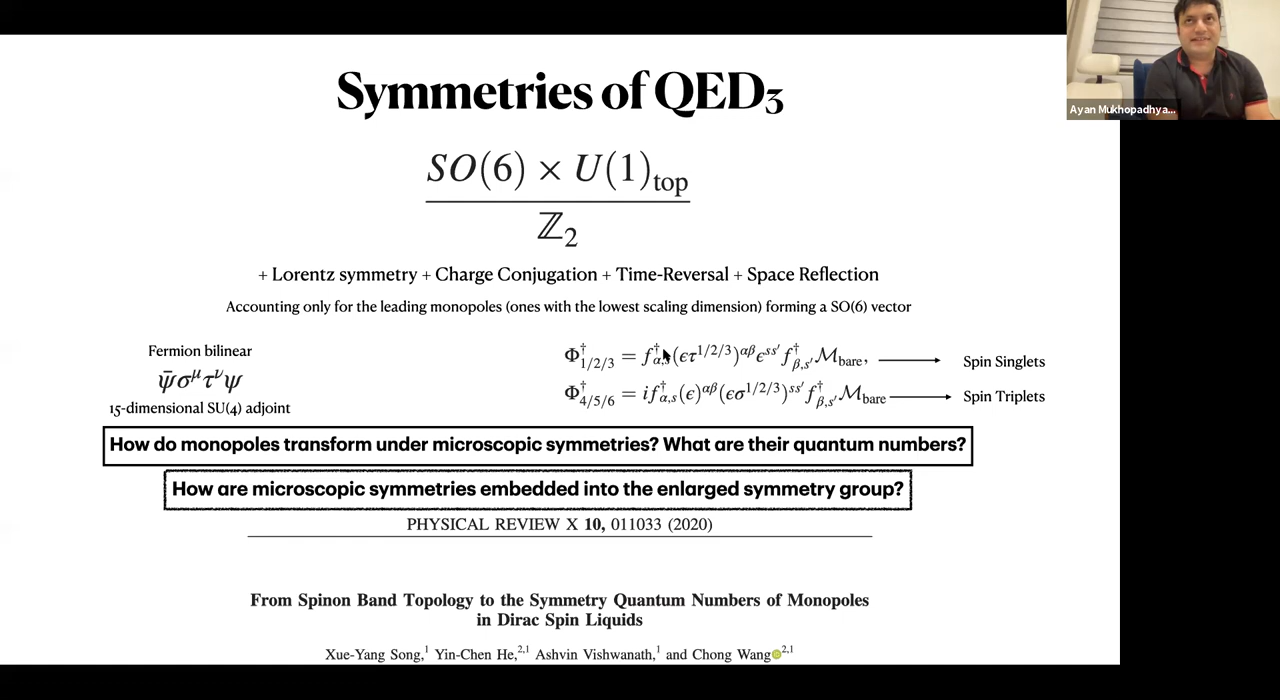 Symmetries of QED₃
SO(6) × U(1)_top
ℤ₂
+ Lorentz symmetry + Charge Conjugation + Time-Reversal + Space Reflection
Accounting only for the leading monopoles (ones with the lowest scaling dimension) forming a SO(6) vector
Fermion bilinear
ψ̄σ^μτ^νψ
15-dimensional SU(4) adjoint
Φ†_{1/2/3} = f†_{α,s}(ϵτ^{1/2/3})^{αβ}ϵ^{ss′}f†_{β,s′}ℳ_bare, → Spin Singlets
Φ†_{4/5/6} = if†_{α,s}(ϵ)^{αβ}(ϵσ^{1/2/3})^{ss′}f†_{β,s′}ℳ_bare → Spin Triplets
How do monopoles transform under microscopic symmetries? What are their quantum numbers?
How are microscopic symmetries embedded into the enlarged symmetry group?
PHYSICAL REVIEW X 10, 011033 (2020)
From Spinon Band Topology to the Symmetry Quantum Numbers of Monopoles
in Dirac Spin Liquids
Xue-Yang Song,¹ Yin-Chen He,²,¹ Ashvin Vishwanath,¹ and Chong Wang²,¹
Ayan Mukhopadhya...